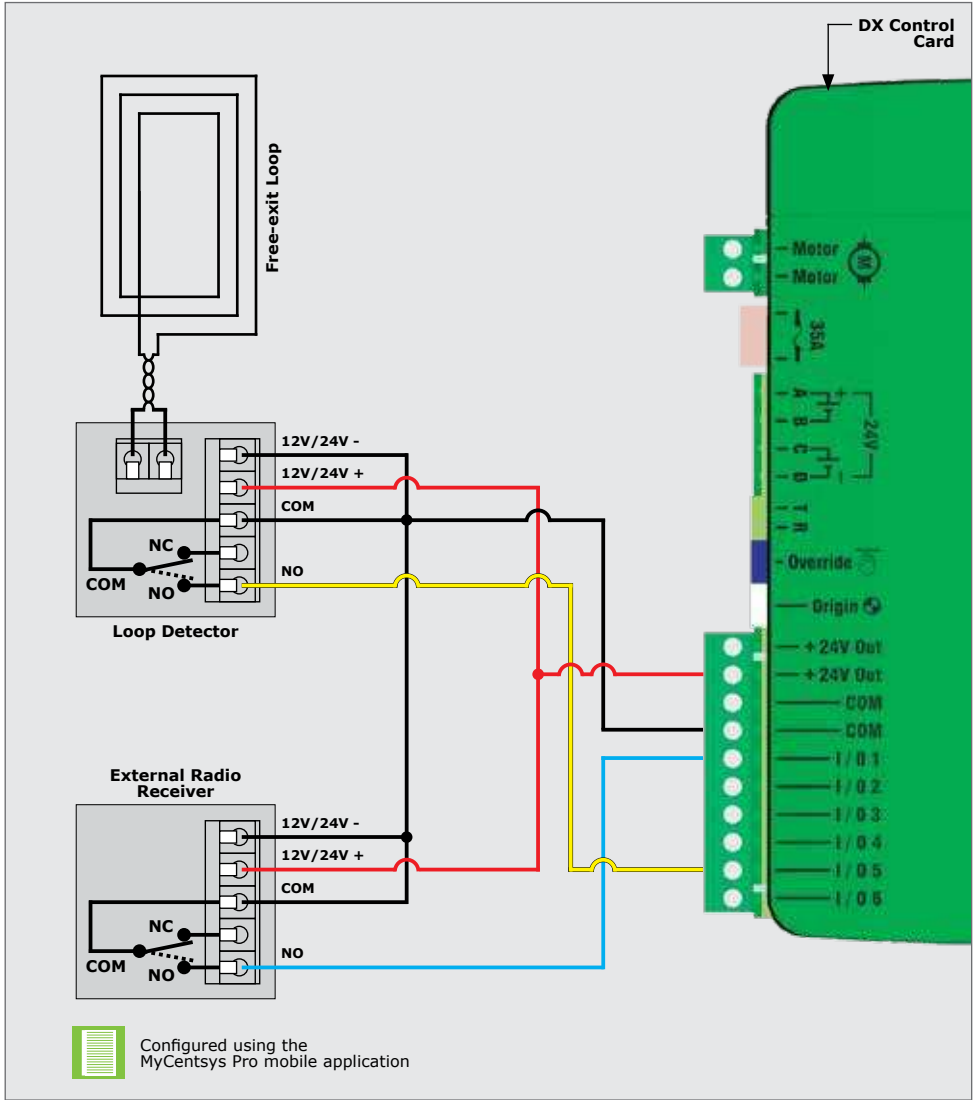 DX Control
Card
Free-exit Loop
Motor
Motor
M
35A
A
B
C
D
+
–
24V
T
R
Override
Origin
+24V Out
+24V Out
COM
COM
I/O 1
I/O 2
I/O 3
I/O 4
I/O 5
I/O 6
12V/24V -
12V/24V +
COM
NO
NC
COM
NO
Loop Detector
External Radio
Receiver
12V/24V -
12V/24V +
COM
NO
NC
COM
NO
Configured using the
MyCentsys Pro mobile application